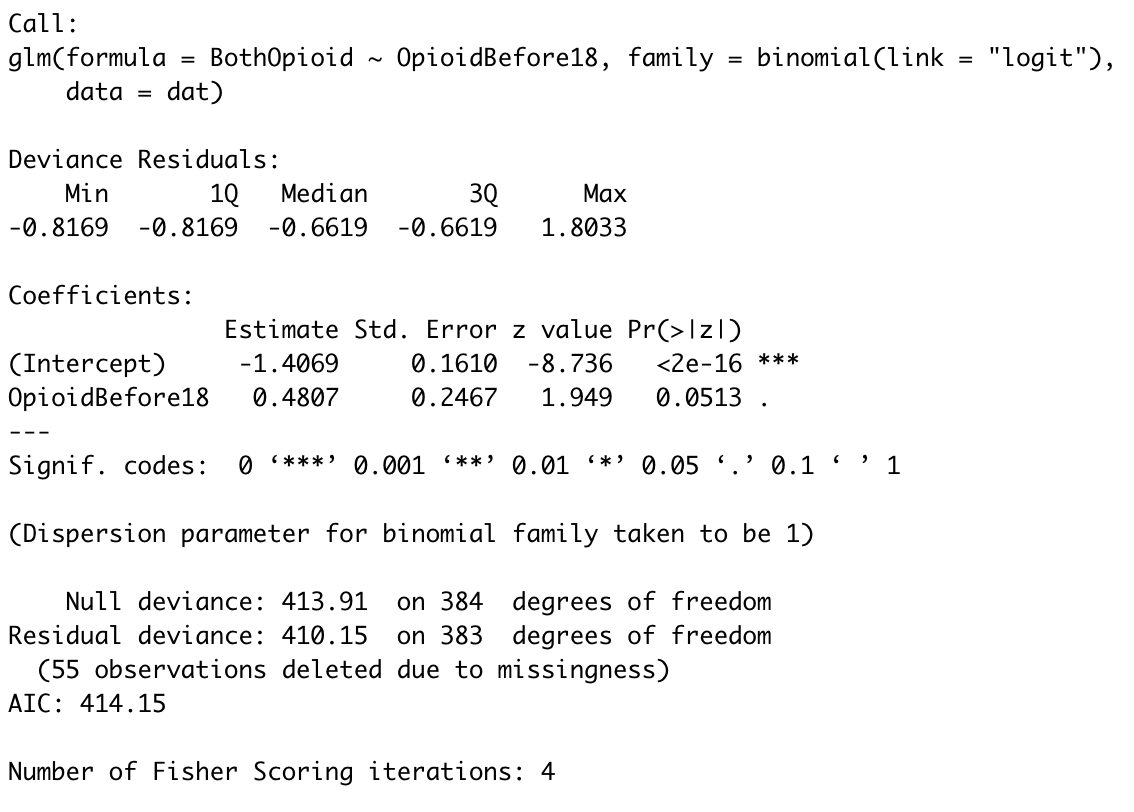 Call:
glm(formula = BothOpioid ~ OpioidBefore18, family = binomial(link = "logit"),
    data = dat)

Deviance Residuals:
    Min       1Q   Median       3Q      Max
-0.8169  -0.8169  -0.6619  -0.6619   1.8033

Coefficients:
               Estimate Std. Error z value Pr(>|z|)
(Intercept)     -1.4069     0.1610  -8.736   <2e-16 ***
OpioidBefore18   0.4807     0.2467   1.949   0.0513 .
---
Signif. codes:  0 ‘***’ 0.001 ‘**’ 0.01 ‘*’ 0.05 ‘.’ 0.1 ‘ ’ 1

(Dispersion parameter for binomial family taken to be 1)

    Null deviance: 413.91  on 384  degrees of freedom
Residual deviance: 410.15  on 383  degrees of freedom
  (55 observations deleted due to missingness)
AIC: 414.15

Number of Fisher Scoring iterations: 4